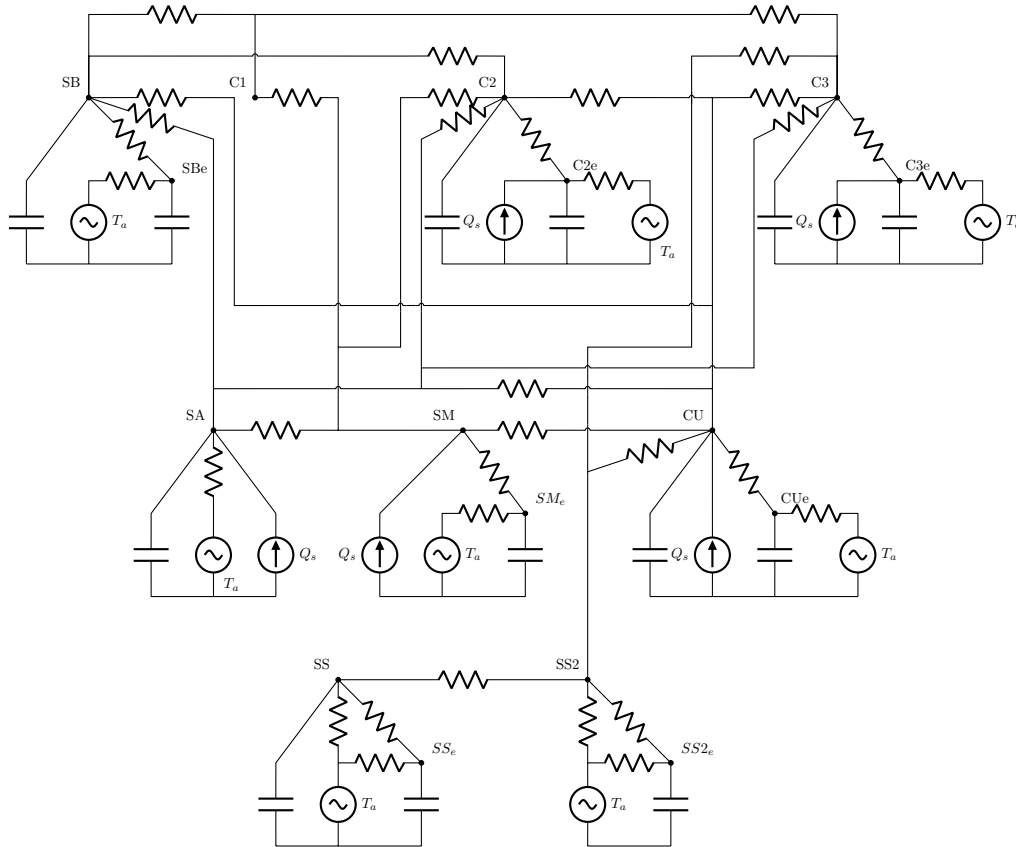 SB
C1
C2
C3
SBe
C2e
C3e
T_a
Q_s
T_a
Q_s
T_a
SA
SM
CU
SM_e
CUe
T_a
Q_s
Q_s
T_a
Q_s
T_a
SS
SS2
SS_e
SS2_e
T_a
T_a